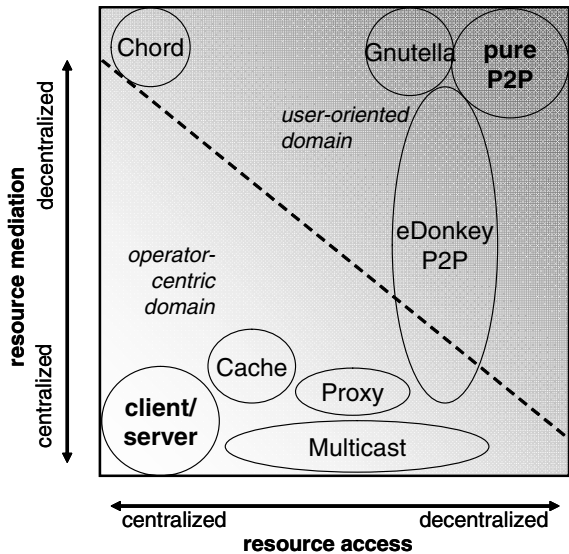 Chord
Gnutella
pure
P2P
user-oriented
domain
eDonkey
P2P
operator-
centric
domain
Cache
Proxy
client/
server
Multicast
resource mediation
decentralized
centralized
centralized
decentralized
resource access